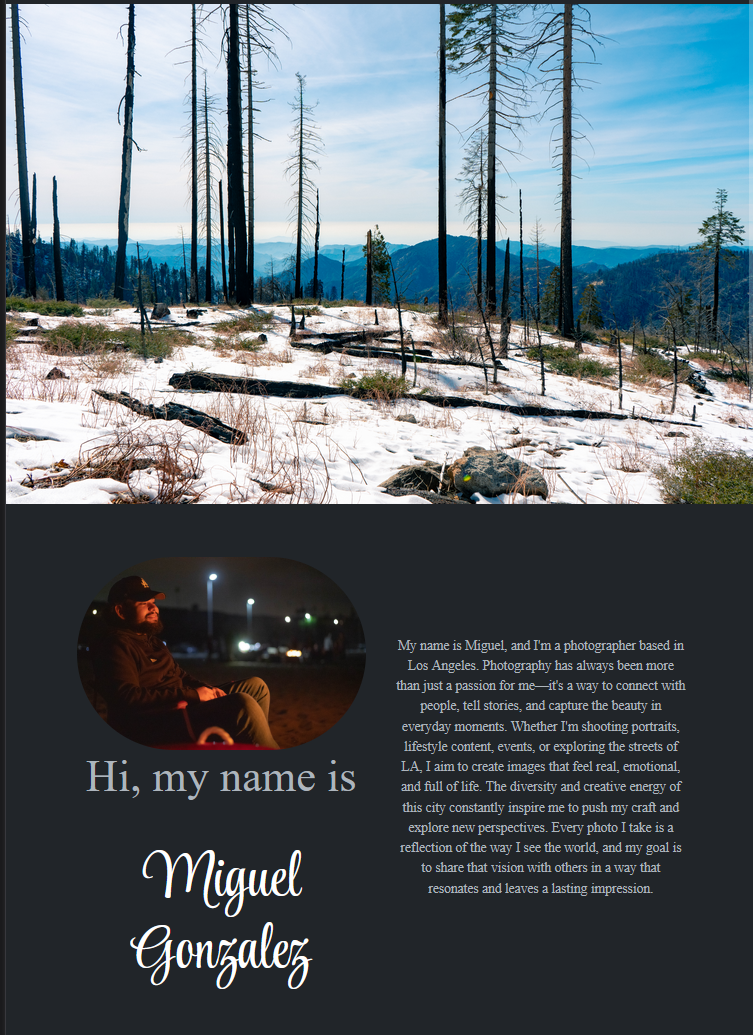 Hi, my name is
Miguel
Gonzalez
My name is Miguel, and I'm a photographer based in
Los Angeles. Photography has always been more
than just a passion for me—it's a way to connect with
people, tell stories, and capture the beauty in
everyday moments. Whether I'm shooting portraits,
lifestyle content, events, or exploring the streets of
LA, I aim to create images that feel real, emotional,
and full of life. The diversity and creative energy of
this city constantly inspire me to push my craft and
explore new perspectives. Every photo I take is a
reflection of the way I see the world, and my goal is
to share that vision with others in a way that
resonates and leaves a lasting impression.